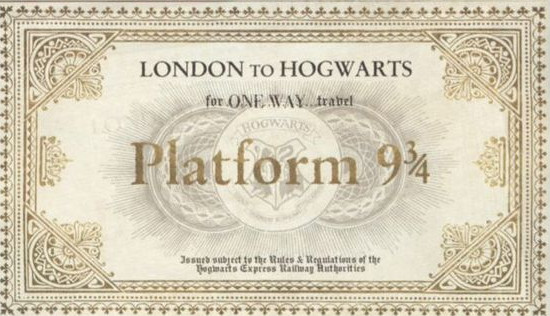 LONDON TO HOGWARTS
for ONE WAY...travel
HOGWARTS
Platform 9¾
Issued subject to the Rules & Regulations of the
Hogwarts Express Railway Authorities